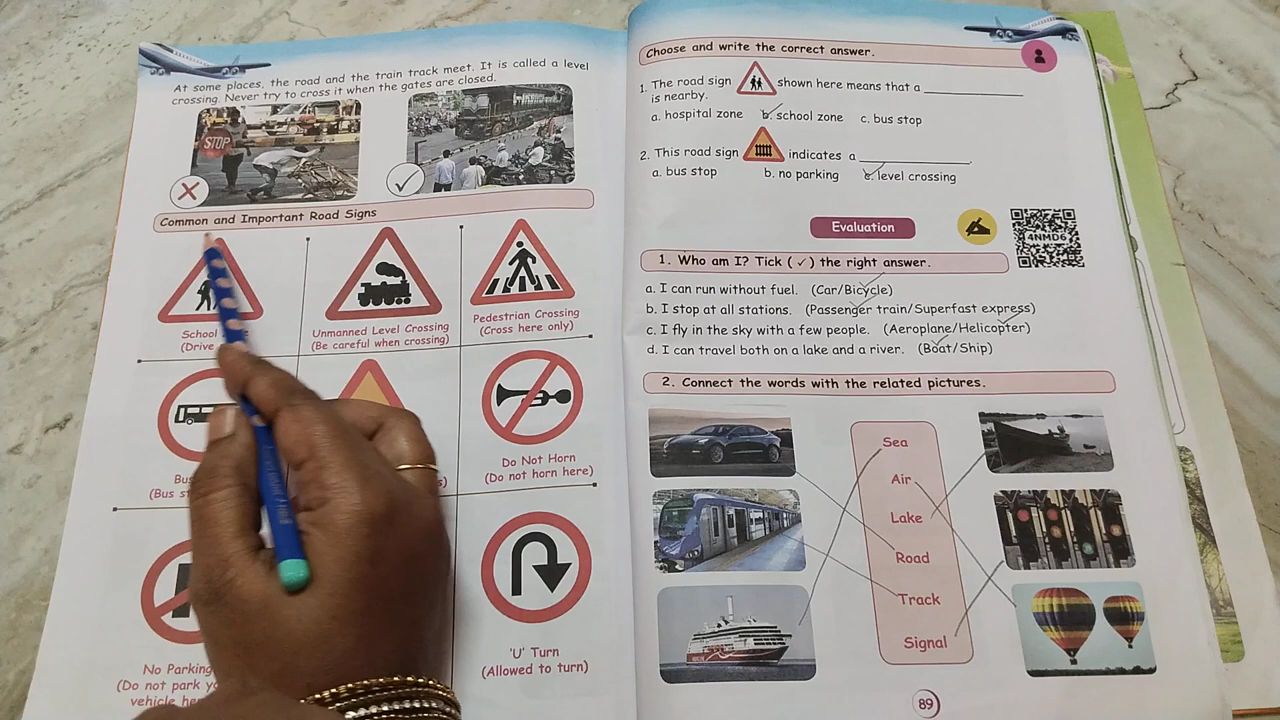 At some places, the road and the train track meet. It is called a level
crossing. Never try to cross it when the gates are closed.
STOP
Common and Important Road Signs
School
(Drive
Unmanned Level Crossing
(Be careful when crossing)
Pedestrian Crossing
(Cross here only)
Do Not Horn
(Do not horn here)
No Parking
(Do not park
vehicle
'U' Turn
(Allowed to turn)
Choose and write the correct answer.
1. The road sign shown here means that a ____________
is nearby.
a. hospital zone b. school zone c. bus stop
2. This road sign indicates a ____________.
a. bus stop b. no parking c. level crossing
Evaluation
4NMD6
1. Who am I? Tick (✓) the right answer.
a. I can run without fuel. (Car/Bicycle)
b. I stop at all stations. (Passenger train/Superfast express)
c. I fly in the sky with a few people. (Aeroplane/Helicopter)
d. I can travel both on a lake and a river. (Boat/Ship)
2. Connect the words with the related pictures.
Sea
Air
Lake
Road
Track
Signal
89